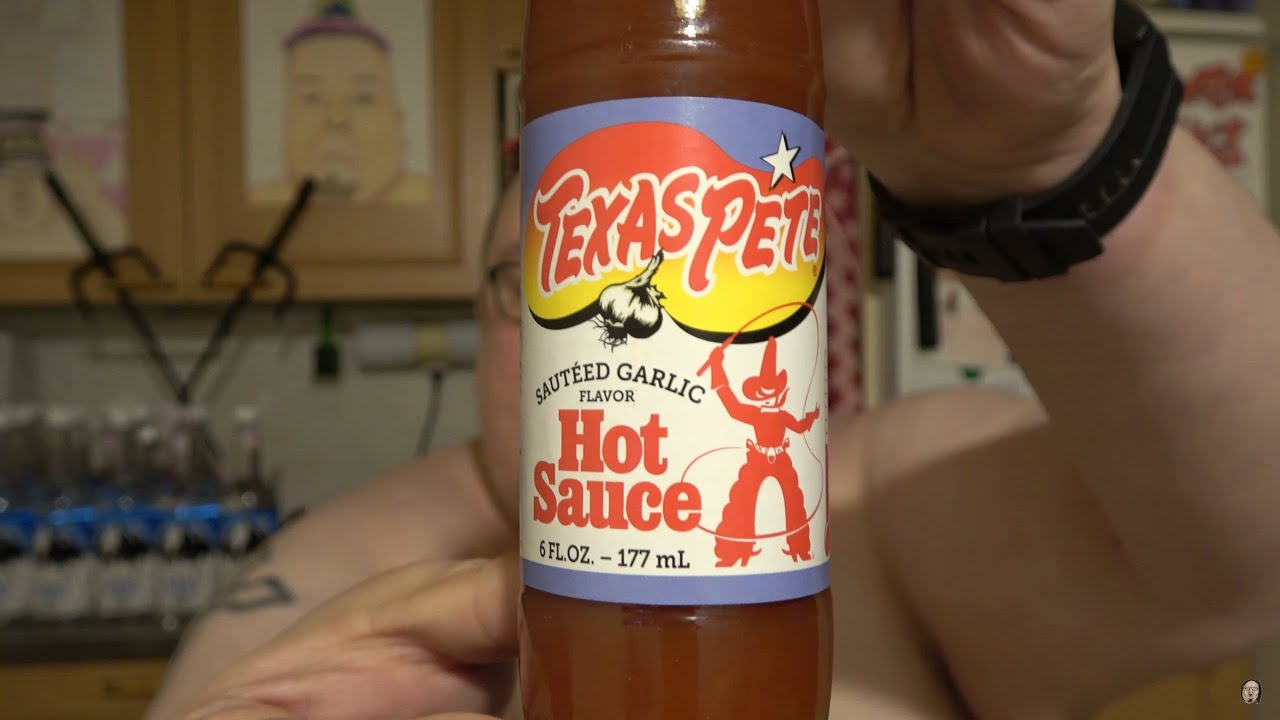 TEXAS PETE
SAUTÉED GARLIC
FLAVOR
Hot
Sauce
6 FL.OZ. – 177 mL